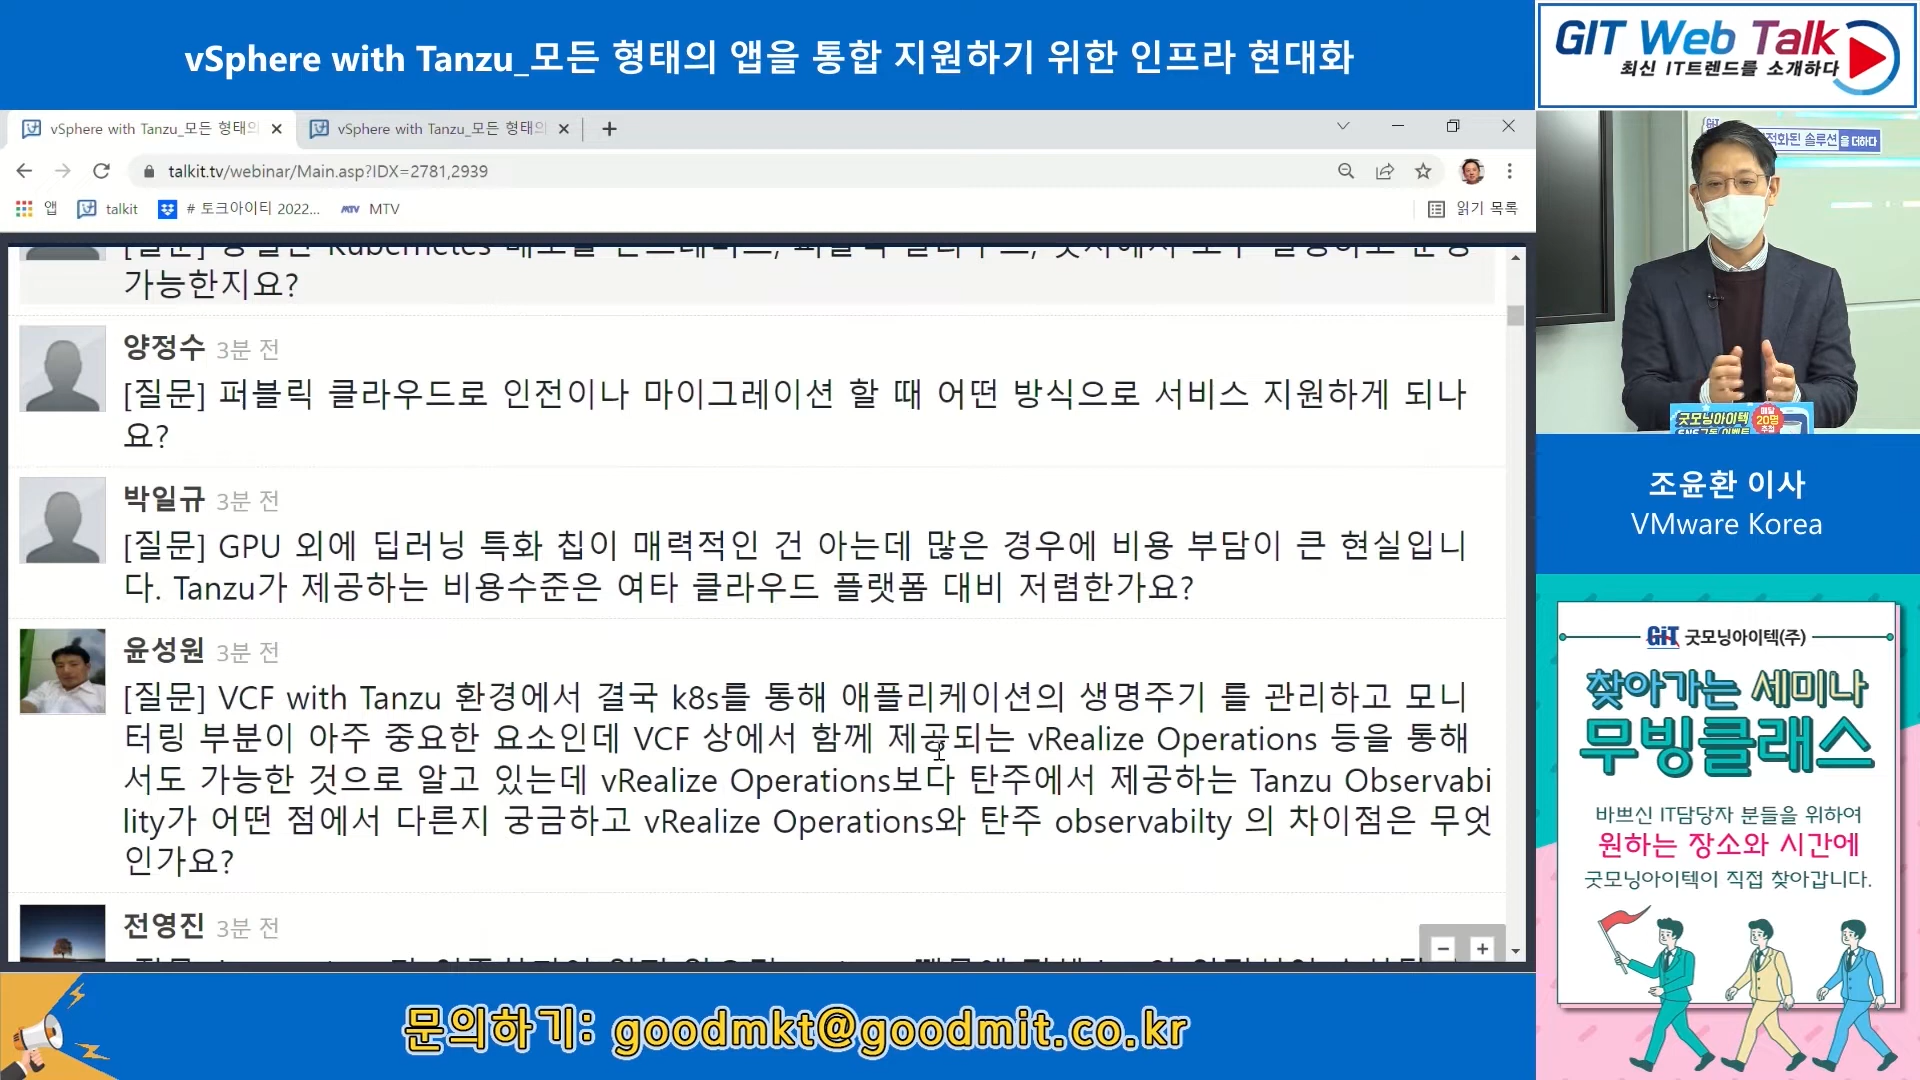 vSphere with Tanzu_모든 형태의 앱을 통합 지원하기 위한 인프라 현대화
GIT Web Talk
최신 IT트렌드를 소개하다
vSphere with Tanzu_모든 형태의
vSphere with Tanzu_모든 형태의
talkit.tv/webinar/Main.asp?IDX=2781,2939
앱
talkit
# 토크아이티 2022...
MTV
읽기 목록
가능한지요?
양정수 3분 전
[질문] 퍼블릭 클라우드로 인전이나 마이그레이션 할 때 어떤 방식으로 서비스 지원하게 되나
요?
박일규 3분 전
[질문] GPU 외에 딥러닝 특화 칩이 매력적인 건 아는데 많은 경우에 비용 부담이 큰 현실입니
다. Tanzu가 제공하는 비용수준은 여타 클라우드 플랫폼 대비 저렴한가요?
윤성원 3분 전
[질문] VCF with Tanzu 환경에서 결국 k8s를 통해 애플리케이션의 생명주기 를 관리하고 모니
터링 부분이 아주 중요한 요소인데 VCF 상에서 함께 제공되는 vRealize Operations 등을 통해
서도 가능한 것으로 알고 있는데 vRealize Operations보다 탄주에서 제공하는 Tanzu Observabi
lity가 어떤 점에서 다른지 궁금하고 vRealize Operations와 탄주 observabilty 의 차이점은 무엇
인가요?
전영진 3분 전
솔루션을 더하다
굿모닝아이텍
매달
20명
추첨
조윤환 이사
VMware Korea
GiT 굿모닝아이텍(주)
찾아가는 세미나
무빙클래스
바쁘신 IT담당자 분들을 위하여
원하는 장소와 시간에
굿모닝아이텍이 직접 찾아갑니다.
문의하기: goodmkt@goodmit.co.kr